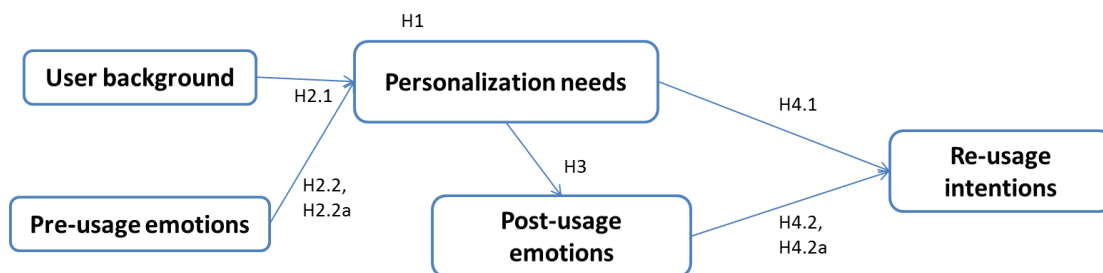 H1
User background
Personalization needs
H2.1
H4.1
H2.2,
H2.2a
H3
Re-usage
intentions
Pre-usage emotions
Post-usage
emotions
H4.2,
H4.2a